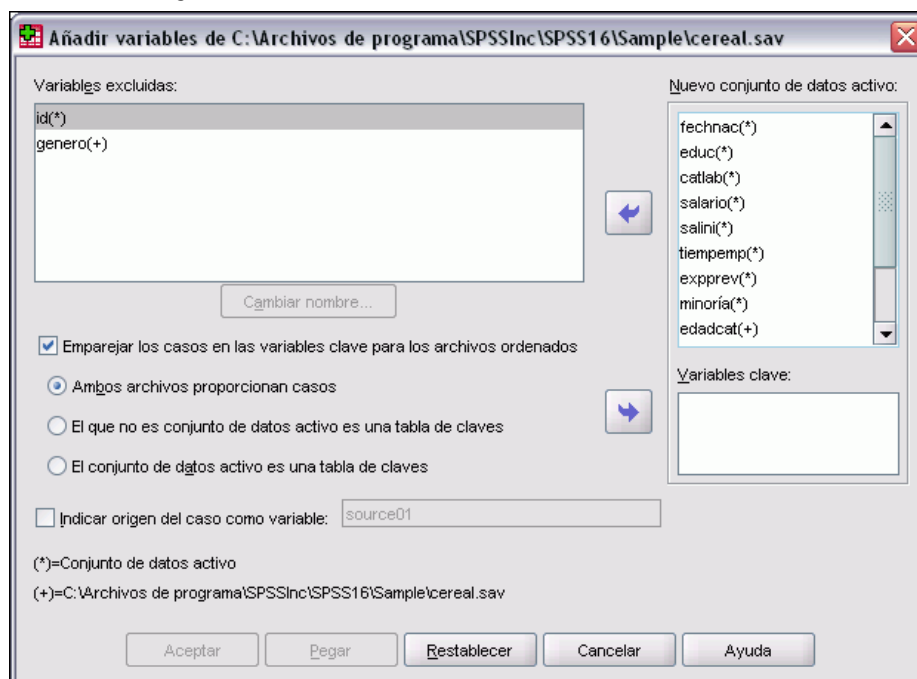 Añadir variables de C:\Archivos de programa\SPSSInc\SPSS16\Sample\cereal.sav
Variables excluidas:
id(*)
genero(+)
Cambiar nombre...
Nuevo conjunto de datos activo:
fechnac(*)
educ(*)
catlab(*)
salario(*)
salini(*)
tiempemp(*)
expprev(*)
minoría(*)
edadcat(+)
Emparejar los casos en las variables clave para los archivos ordenados
Ambos archivos proporcionan casos
El que no es conjunto de datos activo es una tabla de claves
El conjunto de datos activo es una tabla de claves
Variables clave:
Indicar origen del caso como variable: source01
(*)=Conjunto de datos activo
(+)=C:\Archivos de programa\SPSSInc\SPSS16\Sample\cereal.sav
Aceptar Pegar Restablecer Cancelar Ayuda